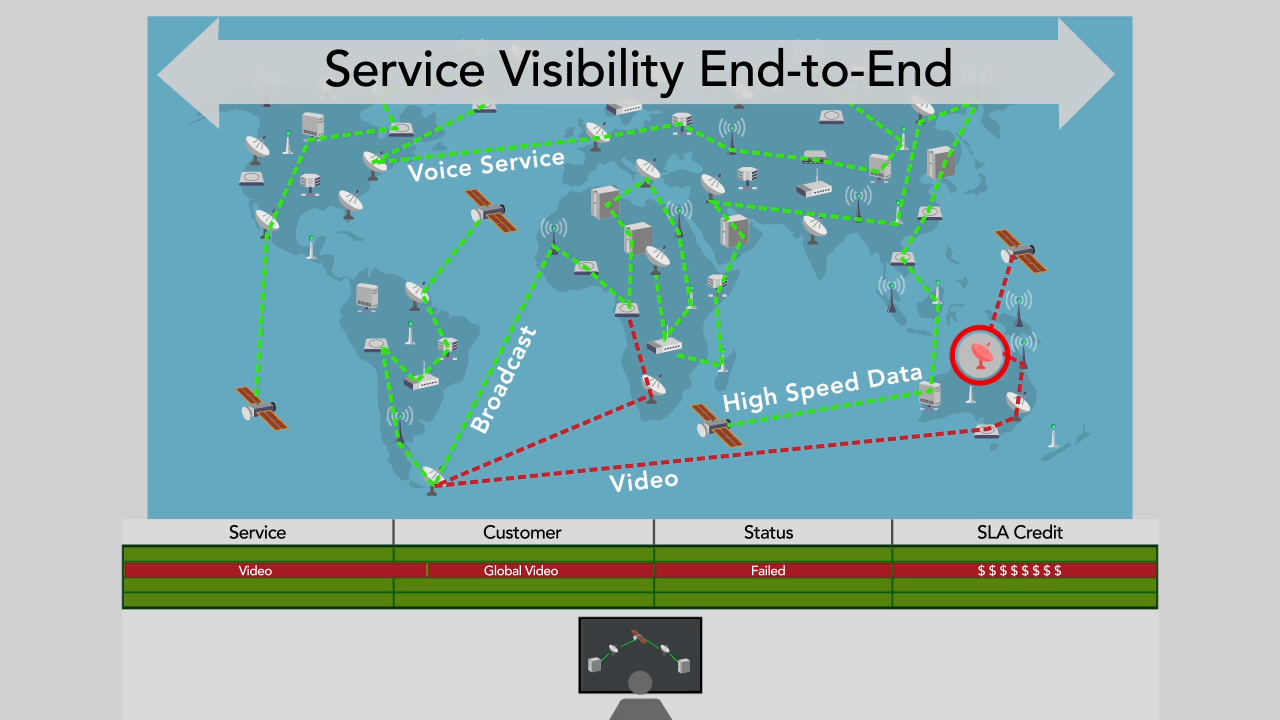 Service Visibility End-to-End
Voice Service
Broadcast
High Speed Data
Video
Service Customer Status SLA Credit
Video Global Video Failed $ $ $ $ $ $ $ $